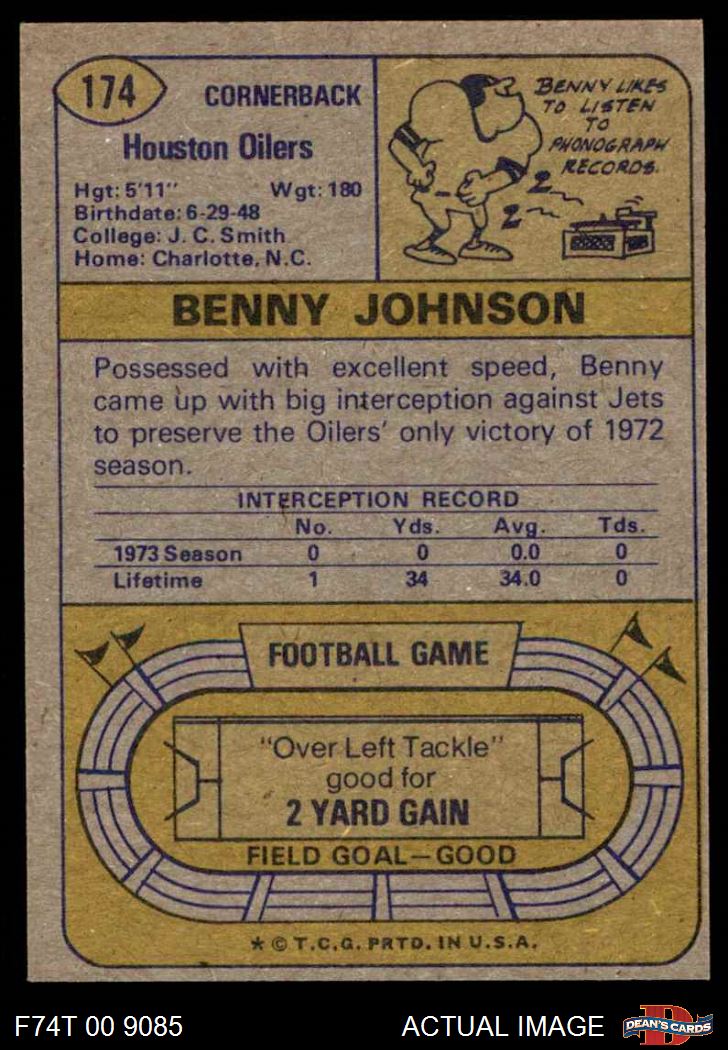 174
CORNERBACK
Houston Oilers
Hgt: 5'11" Wgt: 180
Birthdate: 6-29-48
College: J. C. Smith
Home: Charlotte, N.C.
BENNY LIKES
TO LISTEN
TO
PHONOGRAPH
RECORDS.
2
2
BENNY JOHNSON
Possessed with excellent speed, Benny
came up with big interception against Jets
to preserve the Oilers' only victory of 1972
season.
INTERCEPTION RECORD
No. Yds. Avg. Tds.
1973 Season 0 0 0.0 0
Lifetime 1 34 34.0 0
FOOTBALL GAME
"Over Left Tackle"
good for
2 YARD GAIN
FIELD GOAL—GOOD
★ © T.C.G. PRTD. IN U.S.A.
F74T 00 9085 ACTUAL IMAGE
D
DEAN'S CARDS